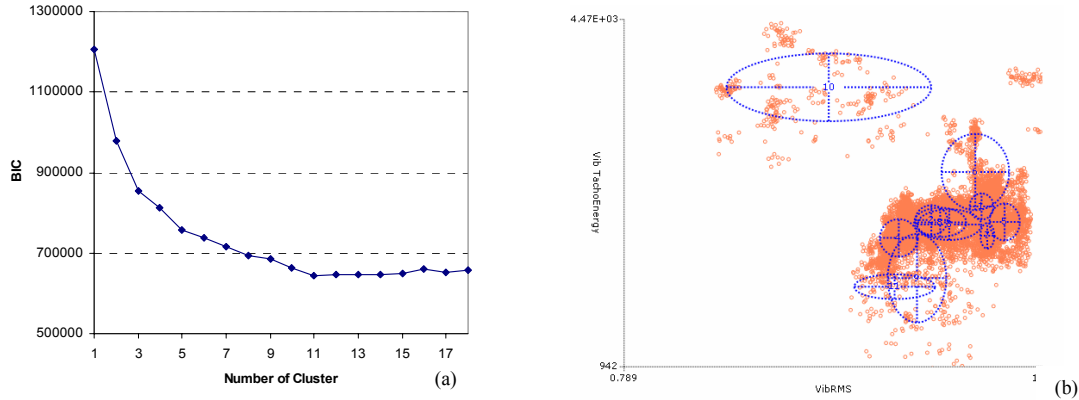 1300000
1100000
900000
700000
500000
BIC
1 3 5 7 9 11 13 15 17
Number of Cluster
(a)
4.47E+03
Vib TachoEnergy
942
0.789
VibRMS
1
10
11
(b)